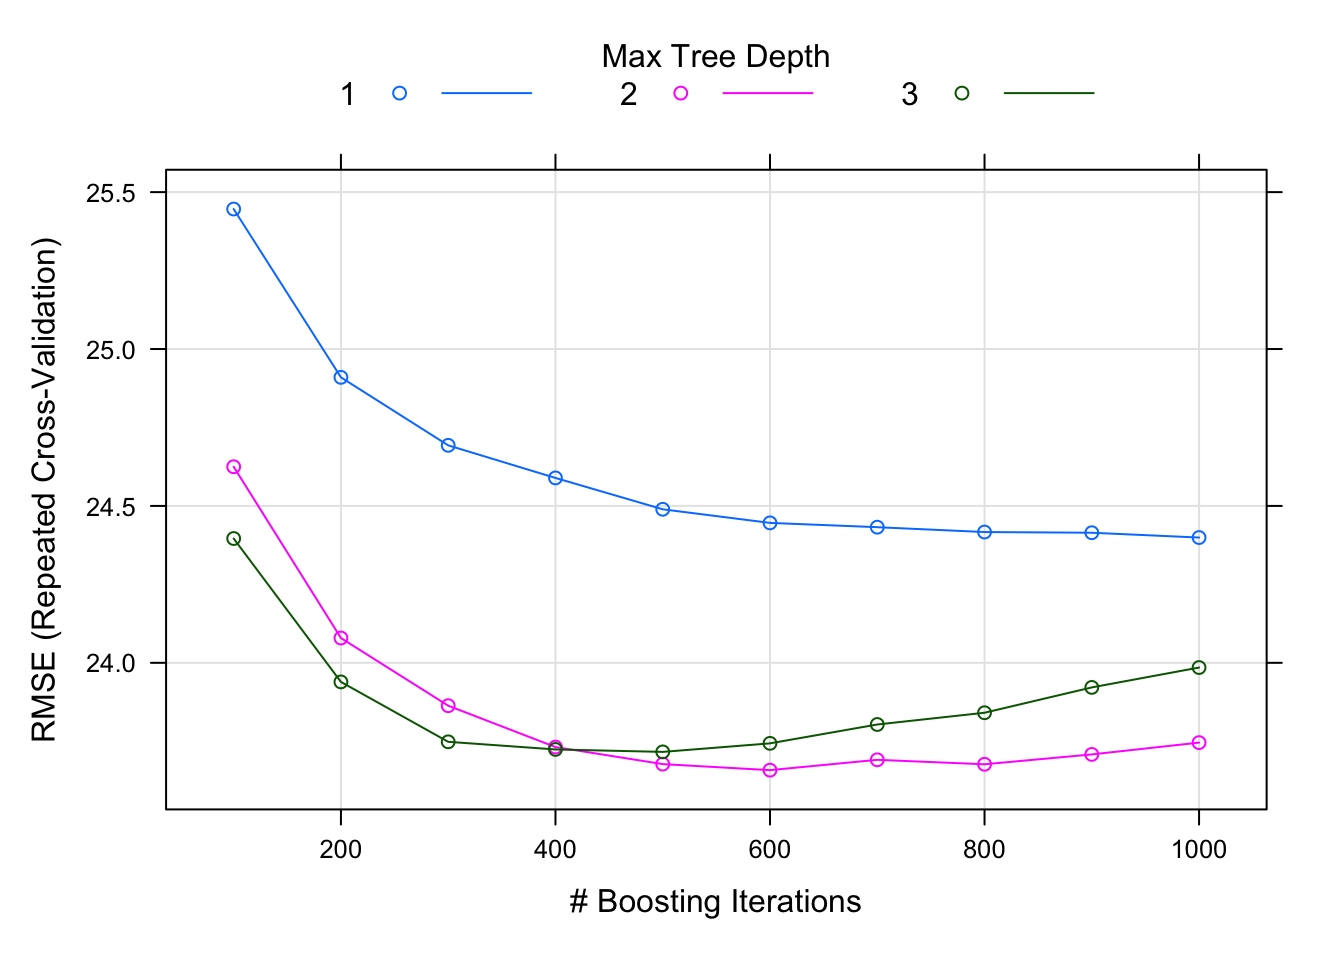 Max Tree Depth
1 2 3
25.5
25.0
24.5
24.0
RMSE (Repeated Cross-Validation)
200 400 600 800 1000
# Boosting Iterations